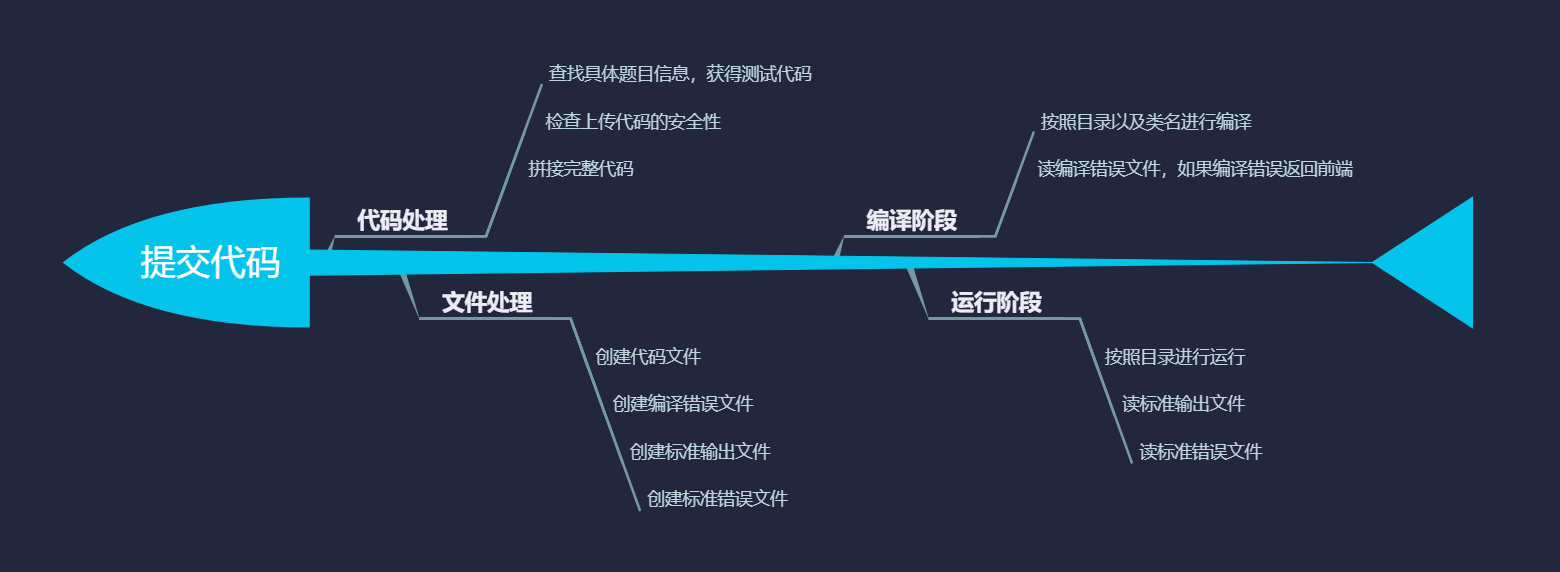 提交代码
代码处理
查找具体题目信息，获得测试代码
检查上传代码的安全性
拼接完整代码
文件处理
创建代码文件
创建编译错误文件
创建标准输出文件
创建标准错误文件
编译阶段
按照目录以及类名进行编译
读编译错误文件，如果编译错误返回前端
运行阶段
按照目录进行运行
读标准输出文件
读标准错误文件